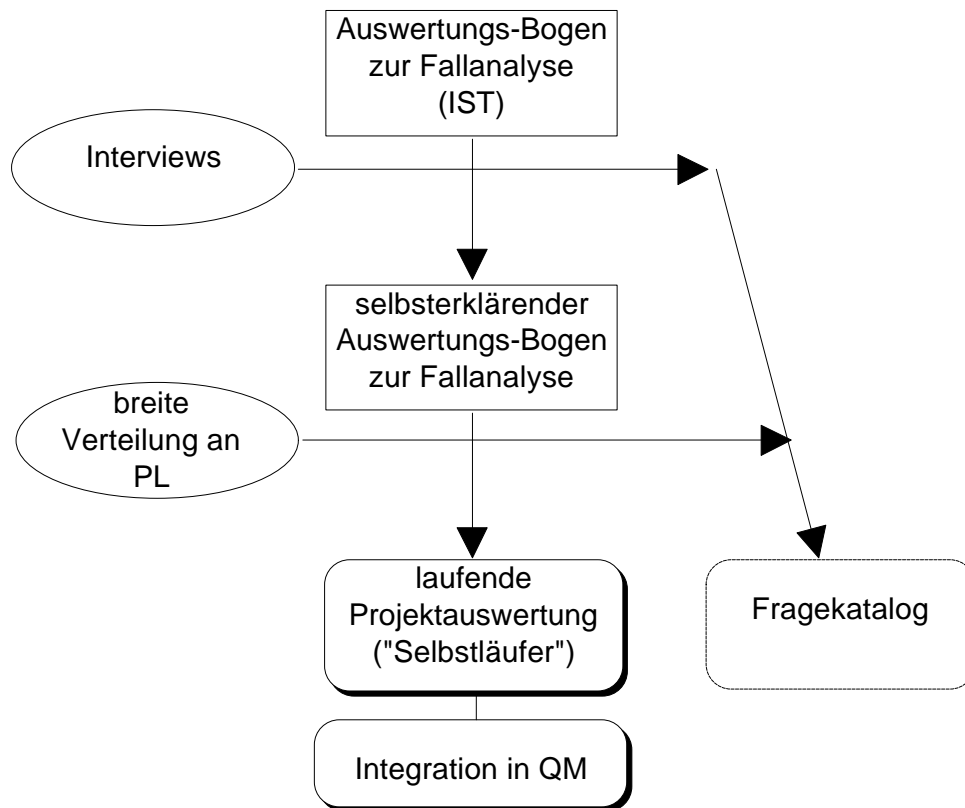 Auswertungs-Bogen
zur Fallanalyse
(IST)
Interviews
selbsterklärender
Auswertungs-Bogen
zur Fallanalyse
breite
Verteilung an
PL
laufende
Projektauswertung
("Selbstläufer")
Fragekatalog
Integration in QM